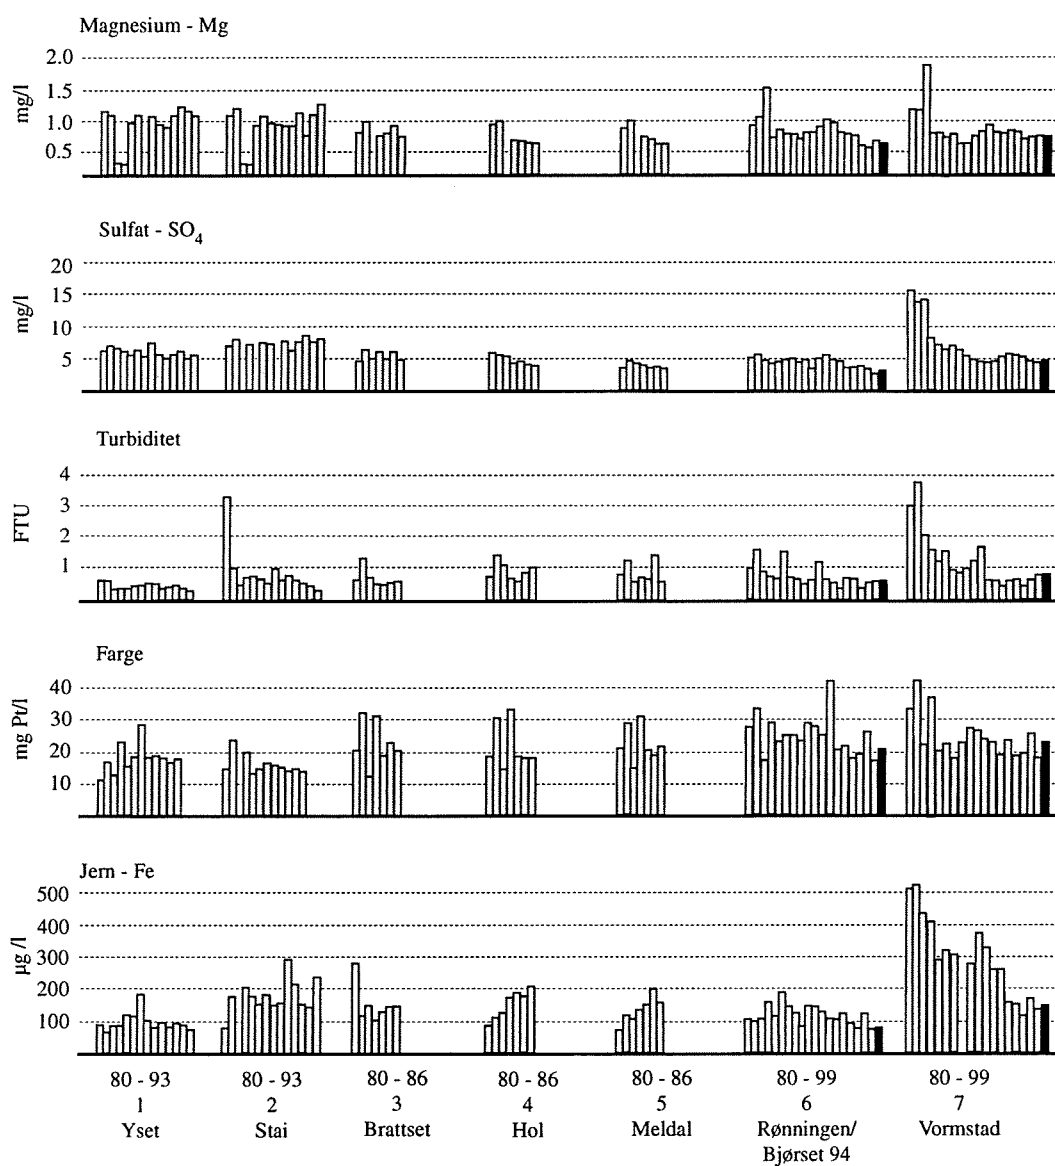 Magnesium - Mg
2.0
1.5
1.0
0.5
mg/l
Sulfat - SO4
20
15
10
5
mg/l
Turbiditet
4
3
2
1
FTU
Farge
40
30
20
10
mg Pt/l
Jern - Fe
500
400
300
200
100
µg /l
80 - 93 80 - 93 80 - 86 80 - 86 80 - 86 80 - 99 80 - 99
1 2 3 4 5 6 7
Yset Stai Brattset Hol Meldal Rønningen/ Vormstad
Bjørset 94